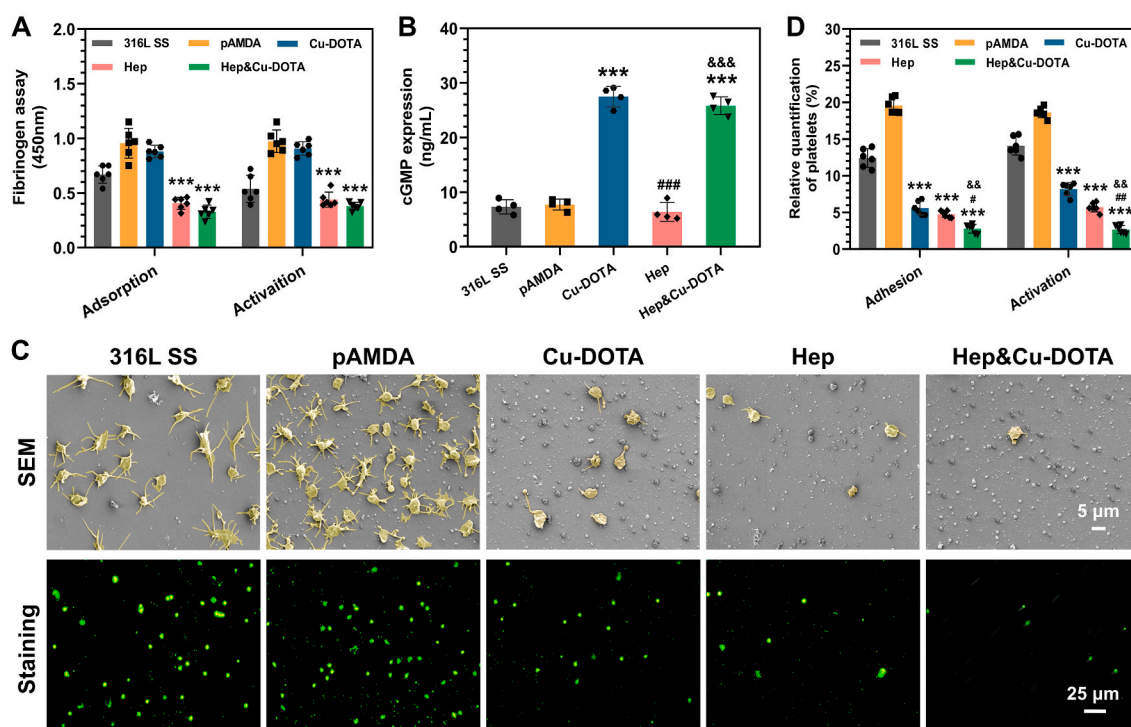 A
316L SS
pAMDA
Cu-DOTA
Hep
Hep&Cu-DOTA
Fibrinogen assay
(450nm)
2.0
1.5
1.0
0.5
0.0
***
***
***
***
Adsorption
Activaition
B
cGMP expression
(ng/mL)
40
30
20
10
0
***
###
&&&
***
316L SS
pAMDA
Cu-DOTA
Hep
Hep&Cu-DOTA
D
316L SS
pAMDA
Cu-DOTA
Hep
Hep&Cu-DOTA
Relative quantification
of platelets (%)
30
25
20
15
10
5
0
***
***
&&
#
***
***
***
&&
##
***
Adhesion
Activation
C
316L SS
pAMDA
Cu-DOTA
Hep
Hep&Cu-DOTA
SEM
5 μm
Staining
25 μm